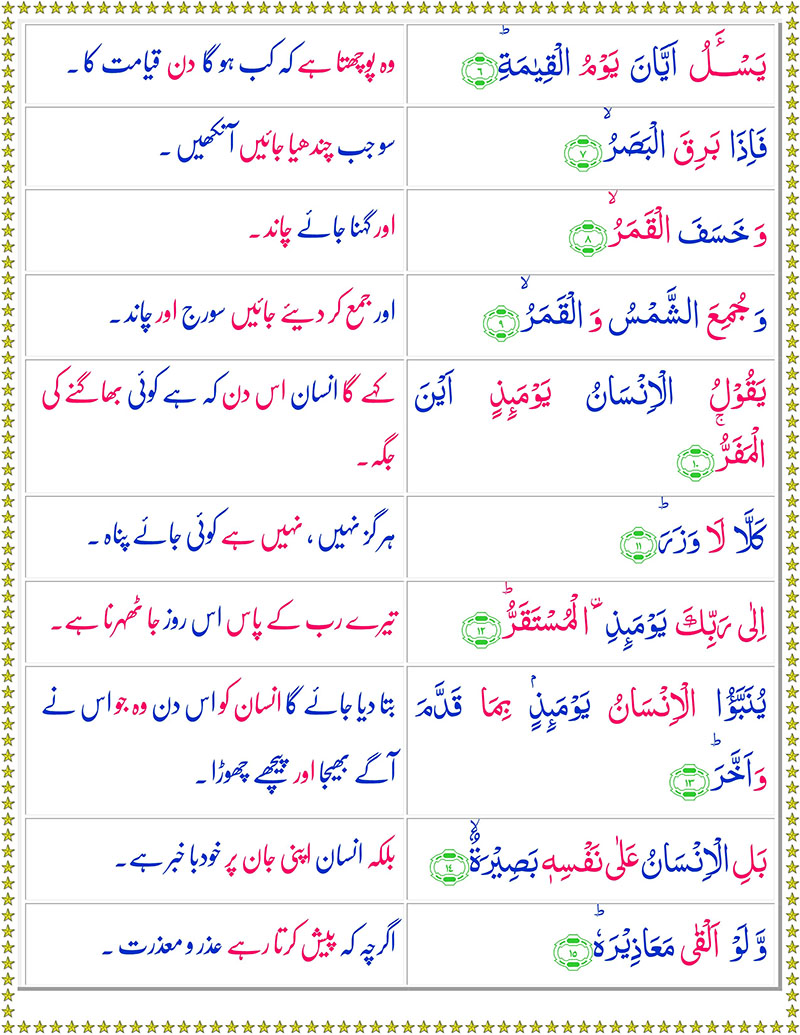 یَسْــٴَـلُ اَیَّانَ یَوْمُ الْقِیٰمَةِؕ ۶
وہ پوچھتا ہے کہ کب ہو گا دن قیامت کا ۔
فَاِذَا بَرِقَ الْبَصَرُۙ ۷
سو جب چندھیا جائیں آنکھیں ۔
وَ خَسَفَ الْقَمَرُۙ ۸
اور گہنا جائے چاند ۔
وَ جُمِعَ الشَّمْسُ وَ الْقَمَرُۙ ۹
اور جمع کر دیئے جائیں سورج اور چاند ۔
یَقُوْلُ الْاِنْسَانُ یَوْمَىِٕذٍ اَیْنَ
الْمَفَرُّۚ ۱۰
کہے گا انسان اس دن کہ ہے کوئی بھاگنے کی
جگہ ۔
كَلَّا لَا وَزَرَؕ ۱۱
ہرگز نہیں ، نہیں ہے کوئی جائے پناہ ۔
اِلٰى رَبِّكَ یَوْمَىِٕذِ ﹰالْمُسْتَقَرُّؕ ۱۲
تیرے رب کے پاس اس روز جا ٹھہرنا ہے ۔
یُنَبَّؤُا الْاِنْسَانُ یَوْمَىِٕذٍۭ بِمَا قَدَّمَ
وَ اَخَّرَؕ ۱۳
بتا دیا جائے گا انسان کو اس دن وہ جو اس نے
آگے بھیجا اور پیچھے چھوڑا ۔
بَلِ الْاِنْسَانُ عَلٰى نَفْسِهٖ بَصِیْرَةٌۙ ۱۴
بلکہ انسان اپنی جان پر خود با خبر ہے ۔
وَّ لَوْ اَلْقٰى مَعَاذِیْرَهٗؕ ۱۵
اگرچہ کہ پیش کرتا رہے عذر و معذرت ۔